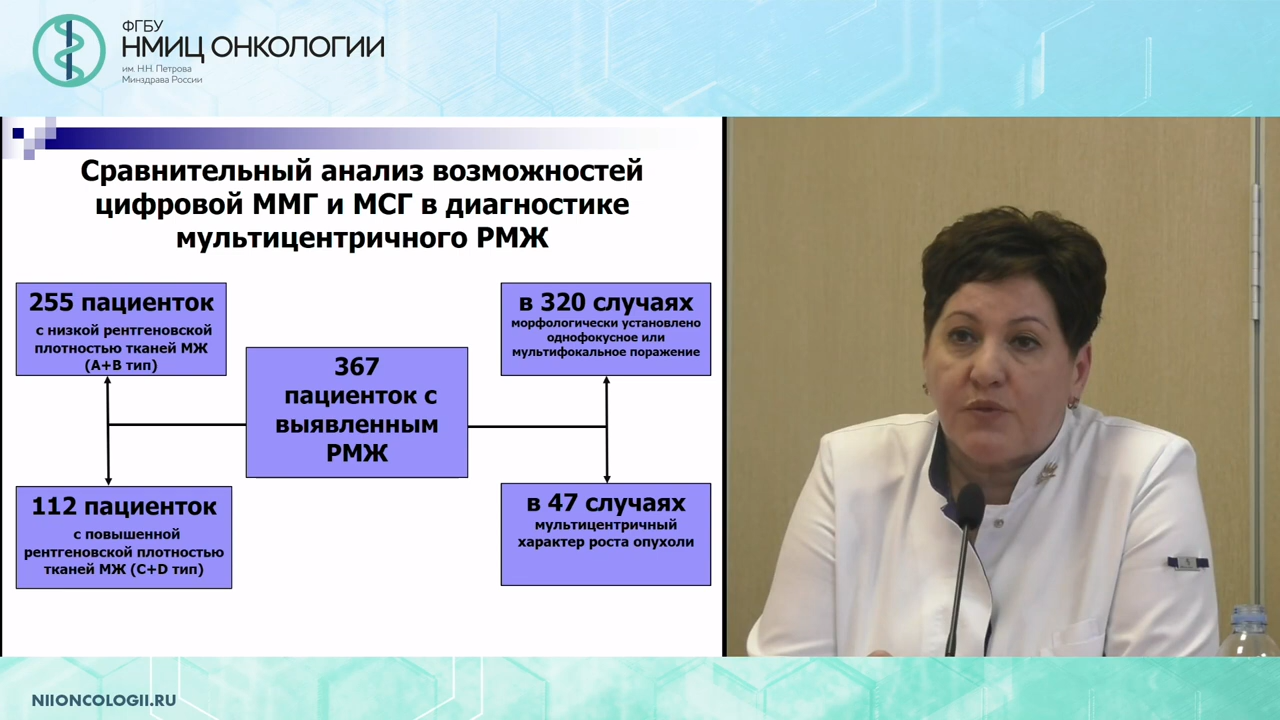 ФГБУ
НМИЦ ОНКОЛОГИИ
им. Н.Н. Петрова
Минздрава России
Сравнительный анализ возможностей
цифровой ММГ и МСГ в диагностике
мультицентричного РМЖ
255 пациенток
с низкой рентгеновской
плотностью тканей МЖ
(А+В тип)
в 320 случаях
морфологически установлено
однофокусное или
мультифокальное поражение
367
пациенток с
выявленным
РМЖ
112 пациенток
с повышенной
рентгеновской плотностью
тканей МЖ (C+D тип)
в 47 случаях
мультицентричный
характер роста опухоли
NIIONCOLOGII.RU